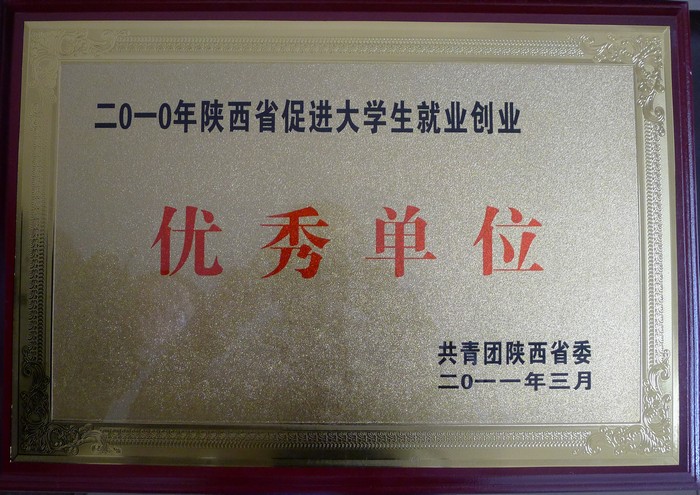 二0一0年陕西省促进大学生就业创业
优秀单位
共青团陕西省委
二0一一年三月